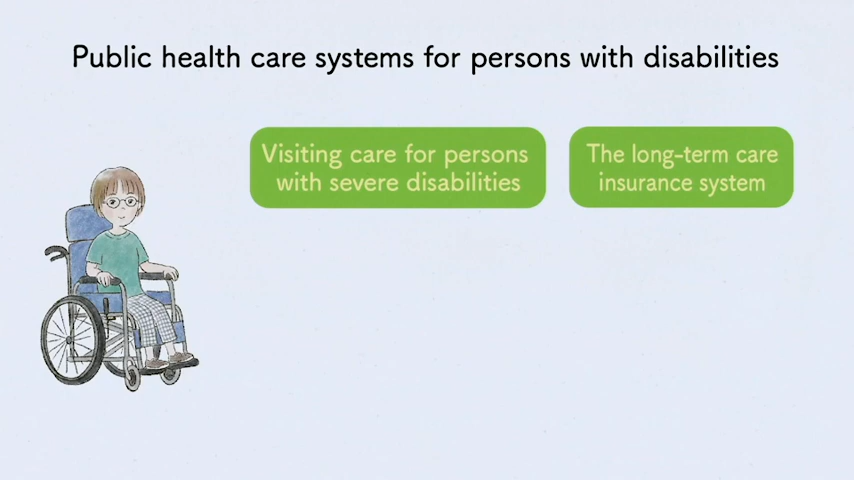 Public health care systems for persons with disabilities
Visiting care for persons
with severe disabilities
The long-term care
insurance system